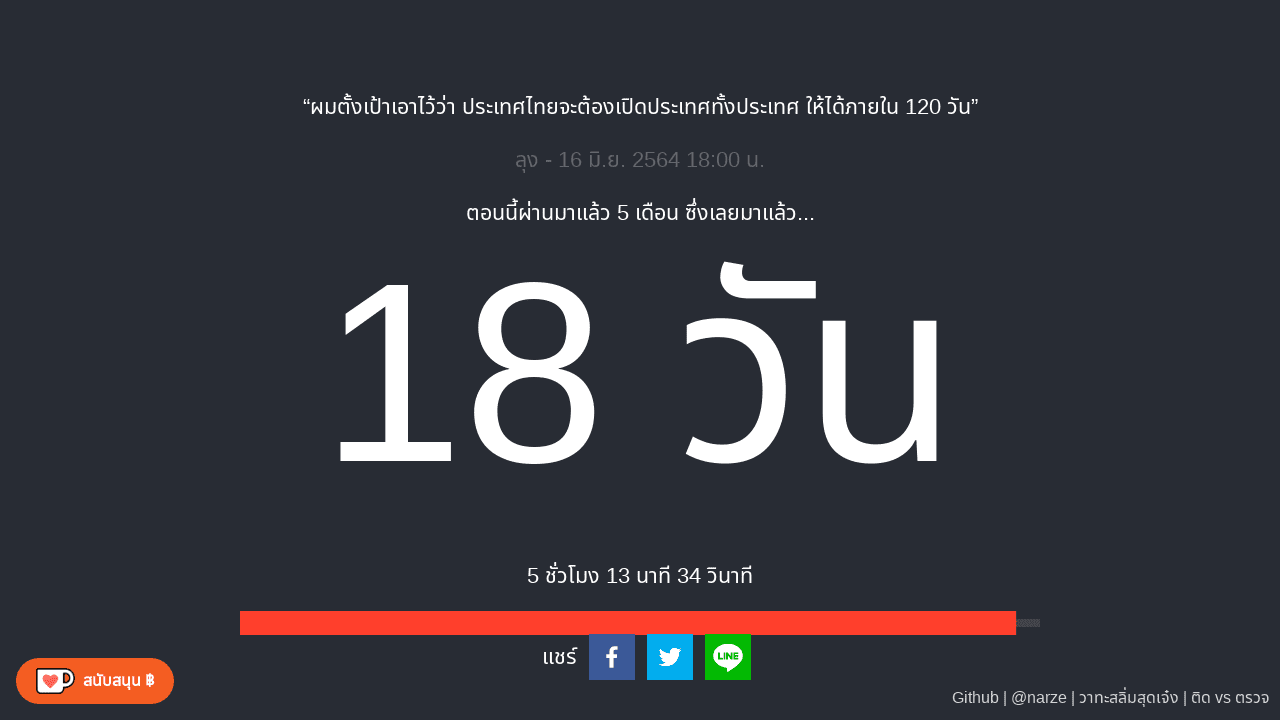 “ผมตั้งเป้าเอาไว้ว่า ประเทศไทยจะต้องเปิดประเทศทั้งประเทศ ให้ได้ภายใน 120 วัน”
ลุง - 16 มิ.ย. 2564 18:00 น.
ตอนนี้ผ่านมาแล้ว 5 เดือน ซึ่งเลยมาแล้ว...
18 วัน
5 ชั่วโมง 13 นาที 34 วินาที
แชร์
LINE
สนับสนุน ฿
Github | @narze | วาทะสลิ่มสุดเจ๋ง | ติด vs ตรวจ